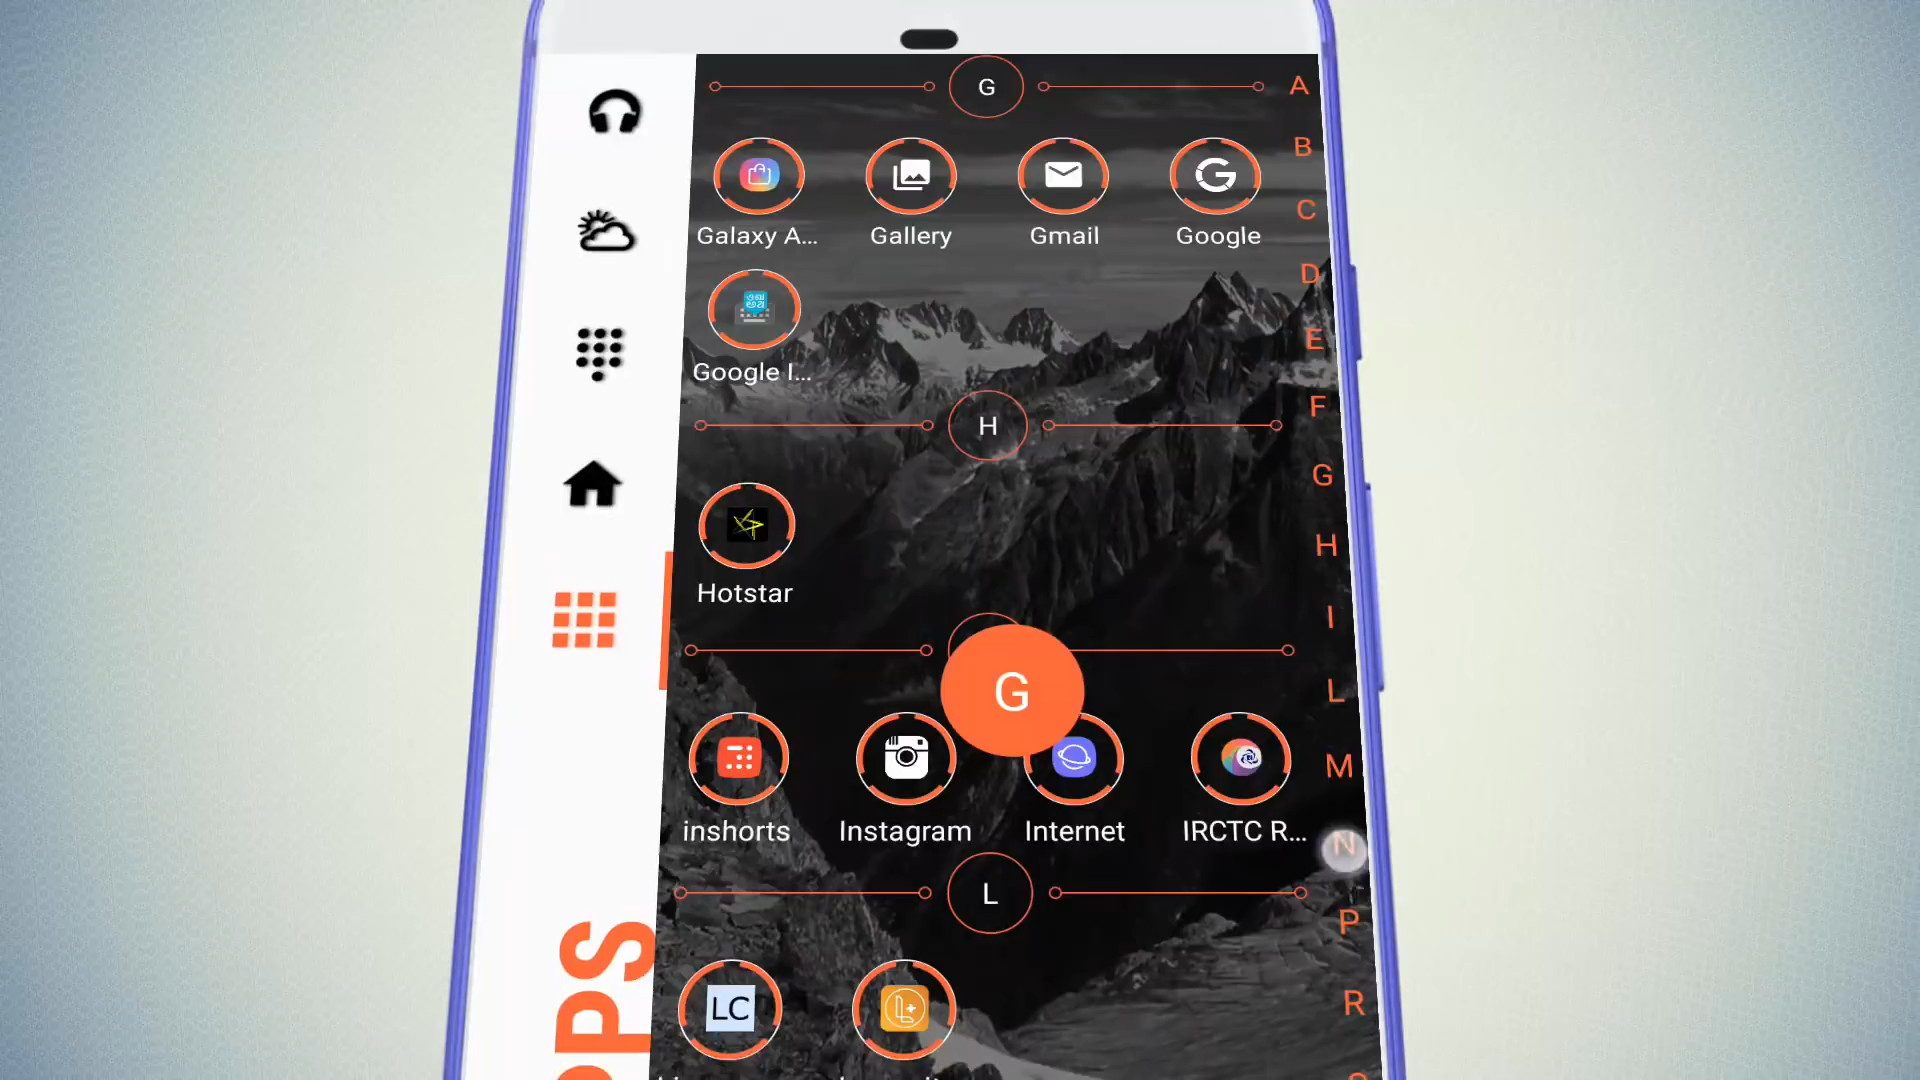 G
A
B
Galaxy A... Gallery Gmail Google
C
D
E
Google I...
F
H
G
H
Hotstar
I
G
L
M
inshorts Instagram Internet IRCTC R...
N
L
P
R
LC
L+
PPS